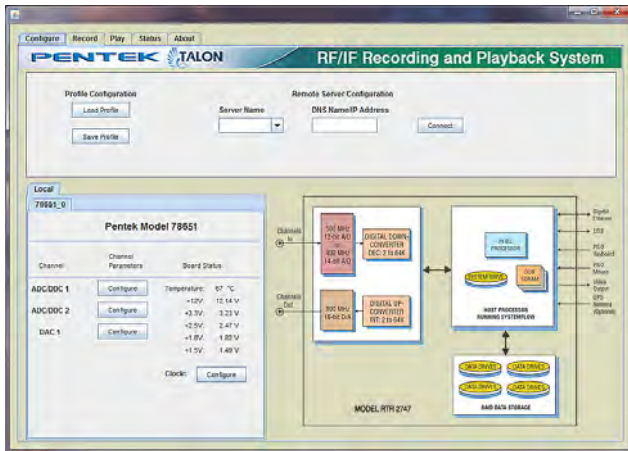 Configure Record Play Status About
PENTEK TALON RF/IF Recording and Playback System
Profile Configuration Remote Server Configuration
Load Profile
Server Name DNS Name/IP Address
Connect
Save Profile
Local
78651_0
Pentek Model 78651
Channel Channel Parameters Board Status
ADC/DDC 1 Configure Temperature: 67 °C
+12V: 12.14 V
ADC/DDC 2 Configure +3.3V: 3.23 V
+2.5V: 2.47 V
DAC 1 Configure +1.8V:
+1.5V: 1.49 V
Clock: Configure
Channels In
500 MHz
12-bit A/D
or
400 MHz
14-bit A/D
DIGITAL DOWN-
CONVERTER
DEC: 2 to 64K
Channels Out
800 MHz
16-bit D/A
DIGITAL UP-
CONVERTER
INT: 2 to 64K
INTEL
PROCESSOR
SYSTEM DRIVE
DDR
SDRAM
HOST PROCESSOR
RUNNING SYSTEMFLOW
Gigabit
Ethernet
USB
PS/2
Keyboard
PS/2
Mouse
Video
Output
GPS
Antenna
(Optional)
DATA DRIVES DATA DRIVES
DATA DRIVES DATA DRIVES
RAID DATA STORAGE
MODEL RTR 2747